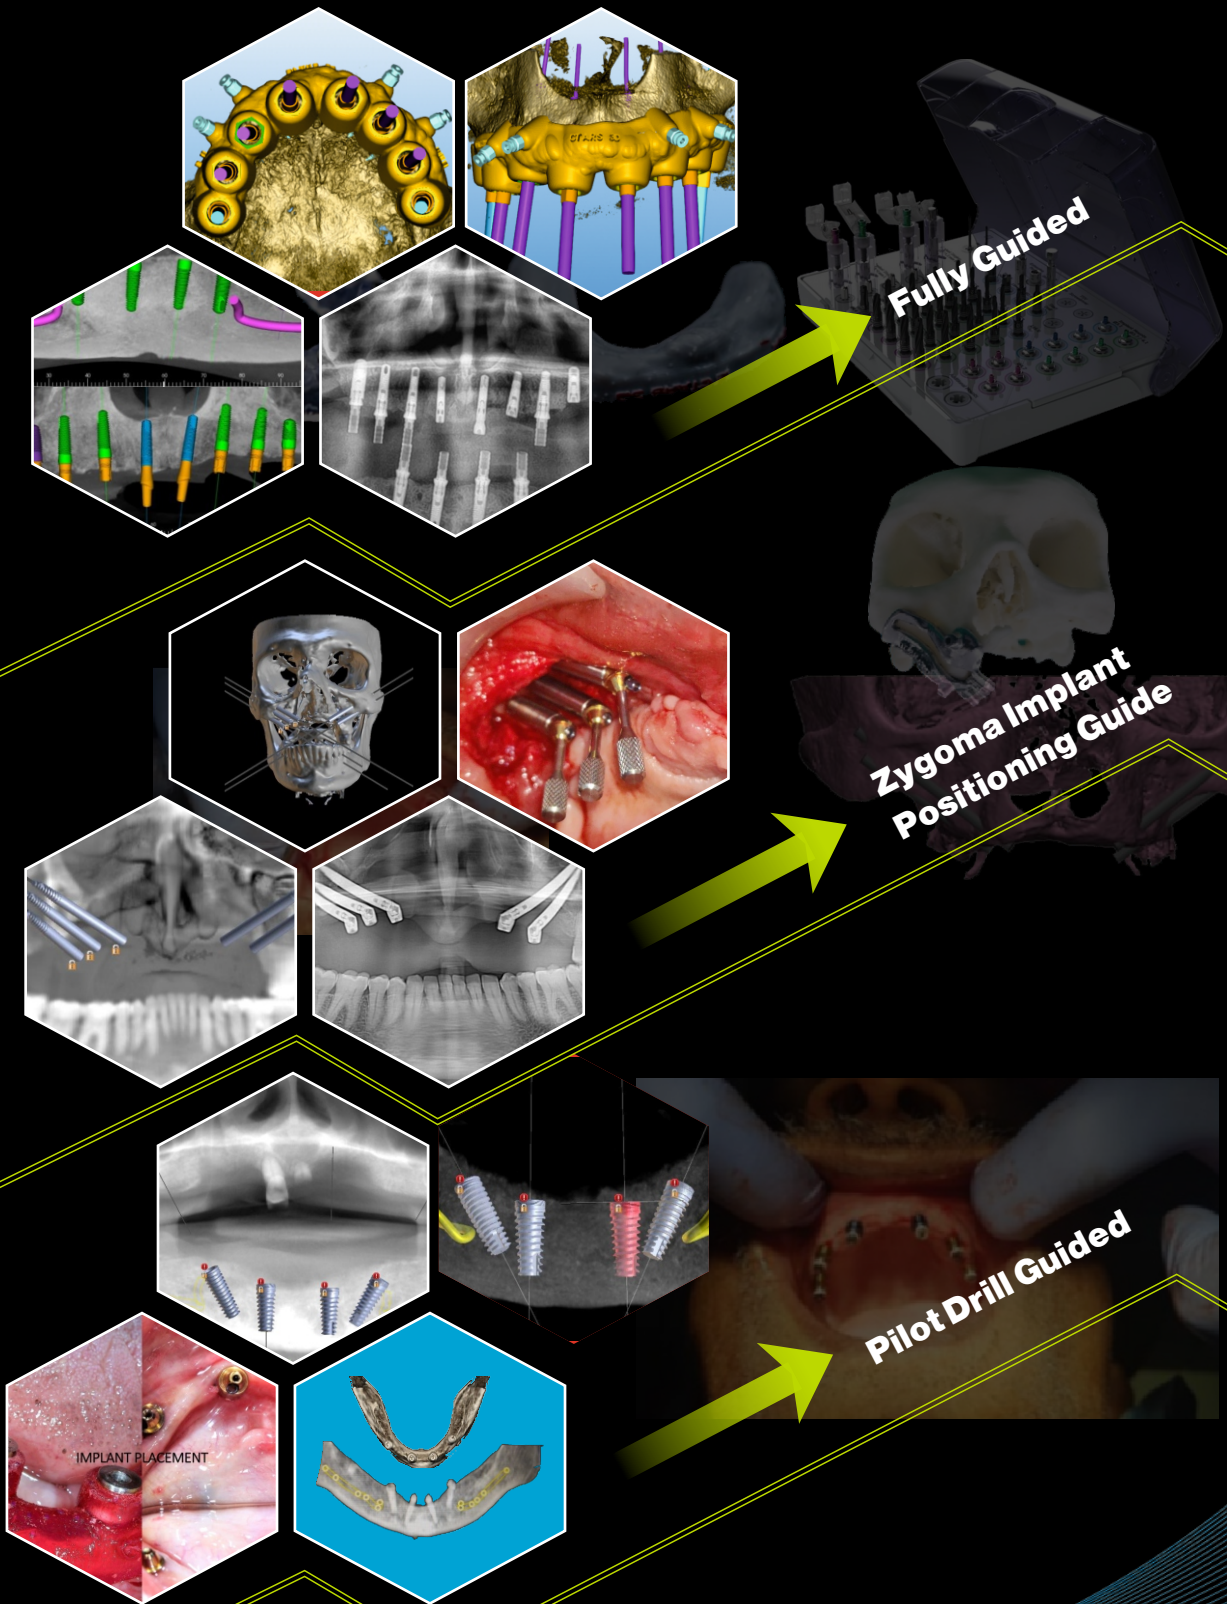 Fully Guided
Zygoma Implant
Positioning Guide
Pilot Drill Guided
IMPLANT PLACEMENT